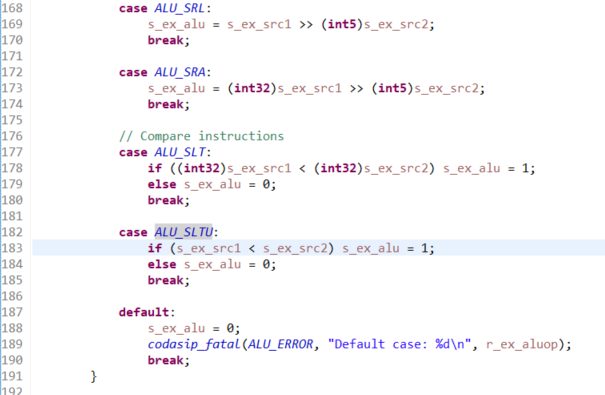 168 case ALU_SRL:
169 s_ex_alu = s_ex_src1 >> (int5)s_ex_src2;
170 break;
171
172 case ALU_SRA:
173 s_ex_alu = (int32)s_ex_src1 >> (int5)s_ex_src2;
174 break;
175
176 // Compare instructions
177 case ALU_SLT:
178 if ((int32)s_ex_src1 < (int32)s_ex_src2) s_ex_alu = 1;
179 else s_ex_alu = 0;
180 break;
181
182 case ALU_SLTU:
183 if (s_ex_src1 < s_ex_src2) s_ex_alu = 1;
184 else s_ex_alu = 0;
185 break;
186
187 default:
188 s_ex_alu = 0;
189 codasip_fatal(ALU_ERROR, "Default case: %d\n", r_ex_aluop);
190 break;
191 }
192